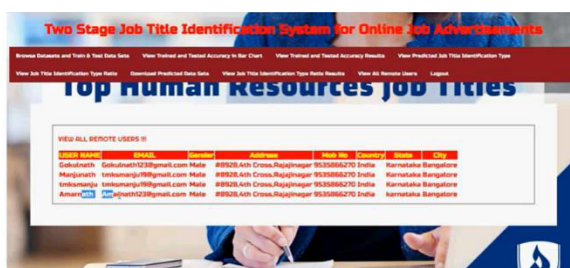 Two Stage Job Title Identification System for Online Job Advertisements
Browse Datasets and Train & Test Data Sets View Trained and Tested Accuracy in Bar Chart View Trained and Tested Accuracy Results View Predicted Job Title Identification Type
View Job Title Identification Type Ratio Download Predicted Data Sets View Job Title Identification Type Ratio Results View All Remote Users Logout
Top Human Resources Job Titles
VIEW ALL REMOTE USERS !!!
USER NAME EMAIL Gender Address Mob No Country State City
Gokulnath Gokulnath123@gmail.com Male #8928,4th Cross,Rajajinagar 9535866270 India Karnataka Bangalore
Manjunath tmksmanju19@gmail.com Male #8928,4th Cross,Rajajinagar 9535866270 India Karnataka Bangalore
tmksmanju tmksmanju19@gmail.com Male #8928,4th Cross,Rajajinagar 9535866270 India Karnataka Bangalore
Amarnath Amarnath123@gmail.com Male #8928,4th Cross,Rajajinagar 9535866270 India Karnataka Bangalore